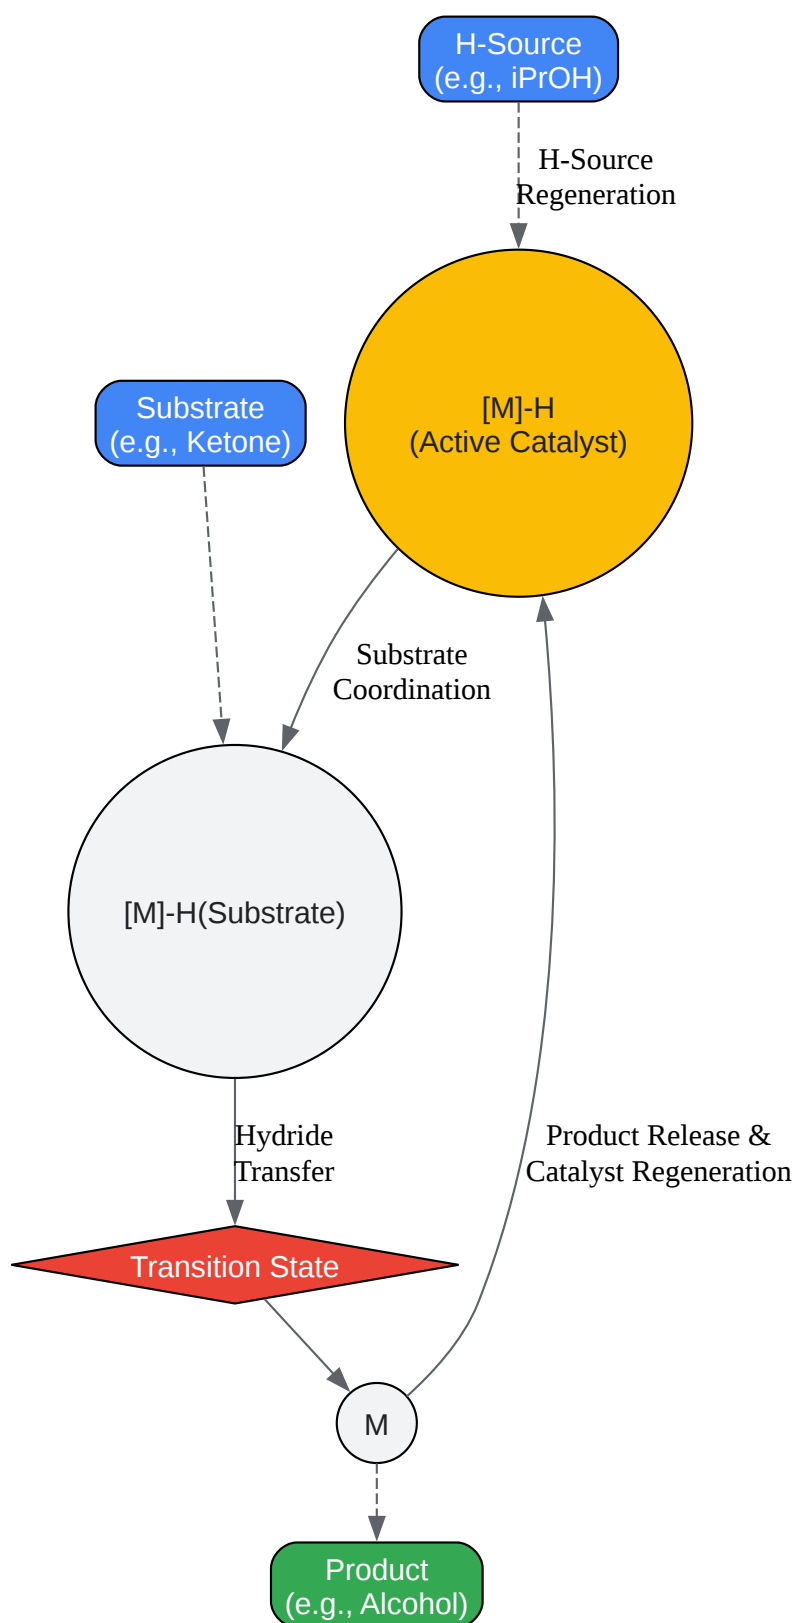 H-Source
(e.g., iPrOH)
H-Source
Regeneration
Substrate
(e.g., Ketone)
[M]-H
(Active Catalyst)
Substrate
Coordination
[M]-H(Substrate)
Hydride
Transfer
Product Release &
Catalyst Regeneration
Transition State
M
Product
(e.g., Alcohol)